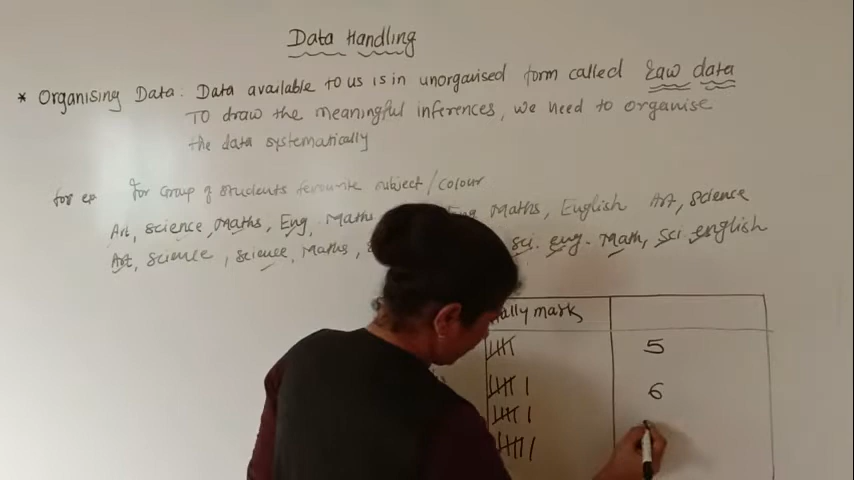 Data Handling
* Organising Data: Data available to us is in unorganised form called Raw data
To draw the meaningful inferences, we need to organise
the data systematically
for ex for Group of students favourite subject/colour
Art, Science, Maths, Eng, Maths Eng Maths, English Art, Science
Art, Science, science, Maths, sci. eng. Math, sci english
Tally mark
5
6